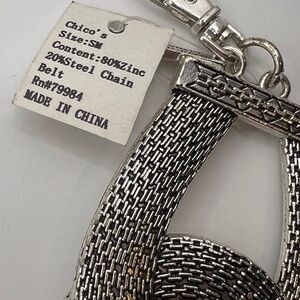 Chico's
Size:SM
Content:80%Zinc
20%Steel Chain
Belt
Rn#79984
MADE IN CHINA